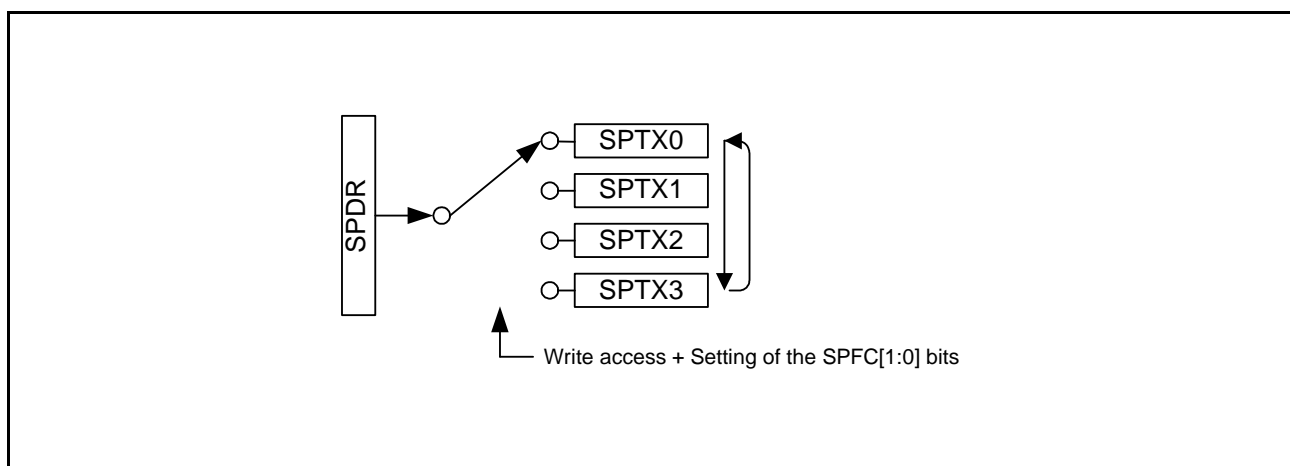 SPDR
SPTX0
SPTX1
SPTX2
SPTX3
Write access + Setting of the SPFC[1:0] bits